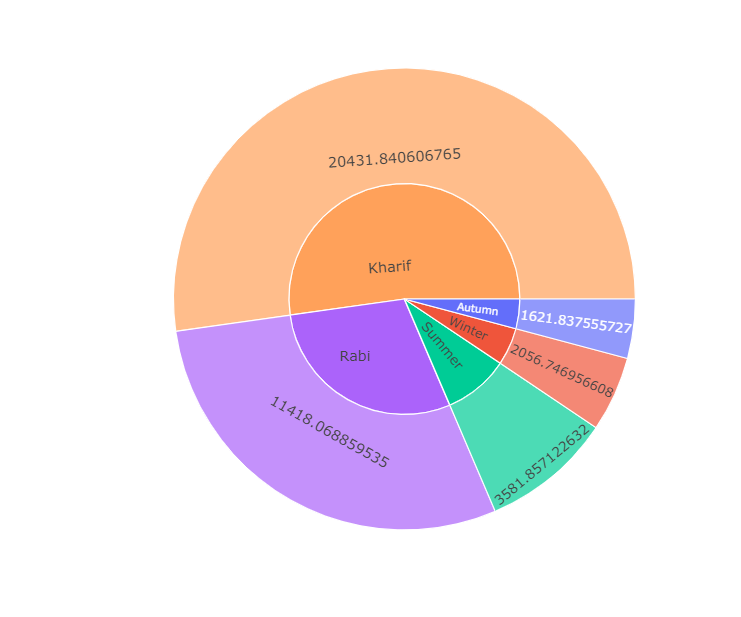 20431.840606765
Kharif
Autumn
1621.837555727
Winter
2056.746956608
Summer
3581.857122632
Rabi
11418.068859535